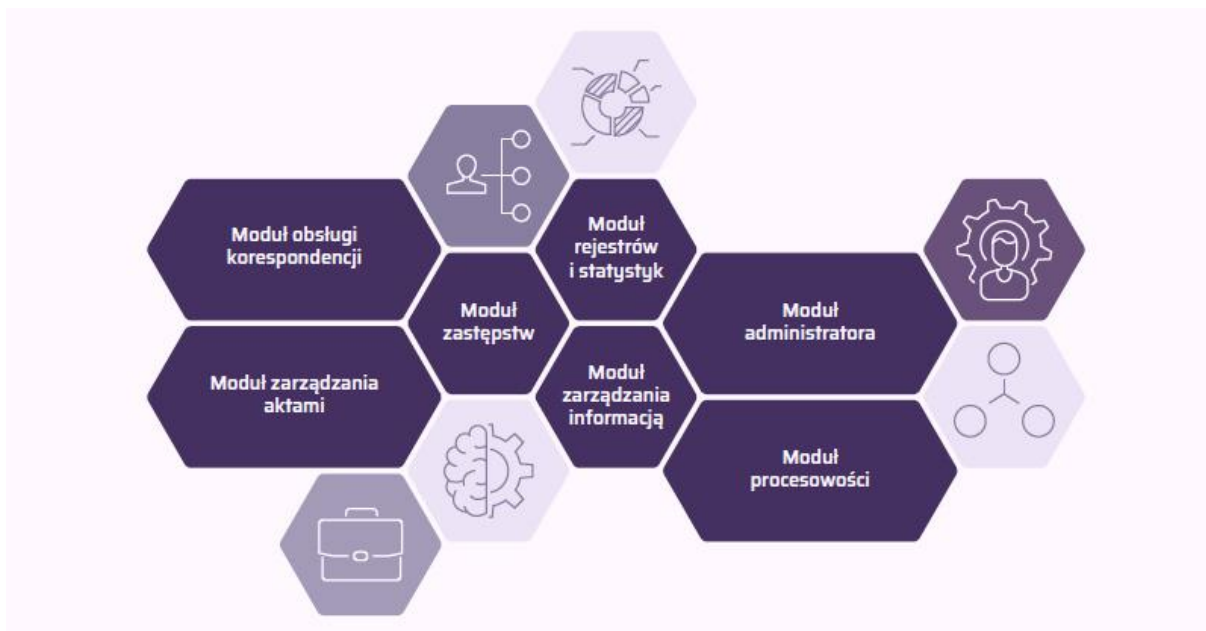 Moduł obsługi
korespondencji
Moduł zarządzania
aktami
Moduł
zastępstw
Moduł
rejestrów
i statystyk
Moduł
zarządzania
informacją
Moduł
administratora
Moduł
procesowości